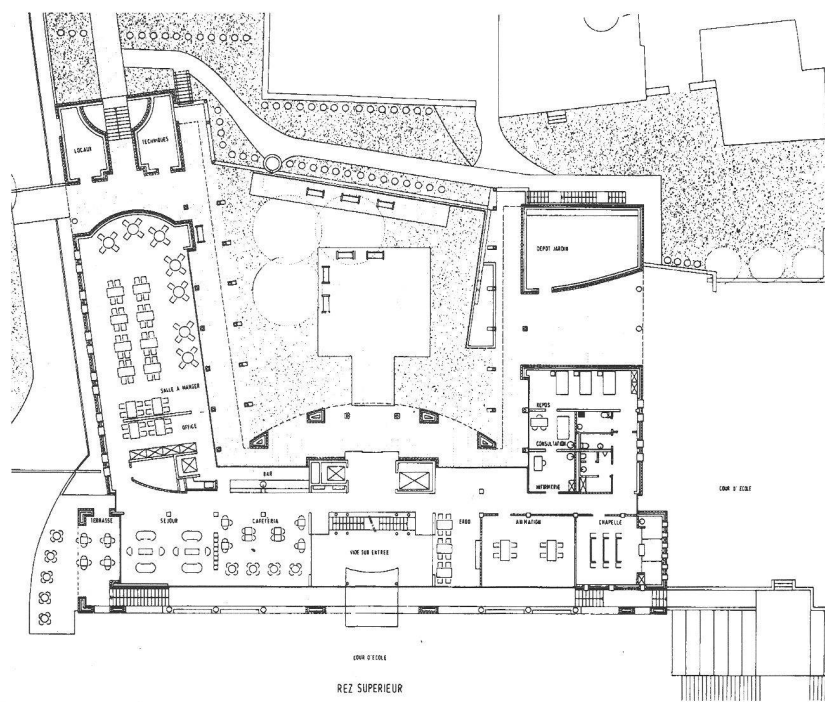 LOCAUX
TECHNIQUES
DEPOT JARDIN
SALLE A MANGER
OFFICE
REPOS
CONSULTATION
INFIRMERIE
BAR
TERRASSE
SEJOUR
CAFETERIA
VIDE SUR ENTREE
ERGO
ANIMATION
CHAPELLE
COUR D'ECOLE
COUR D'ECOLE
REZ SUPERIEUR